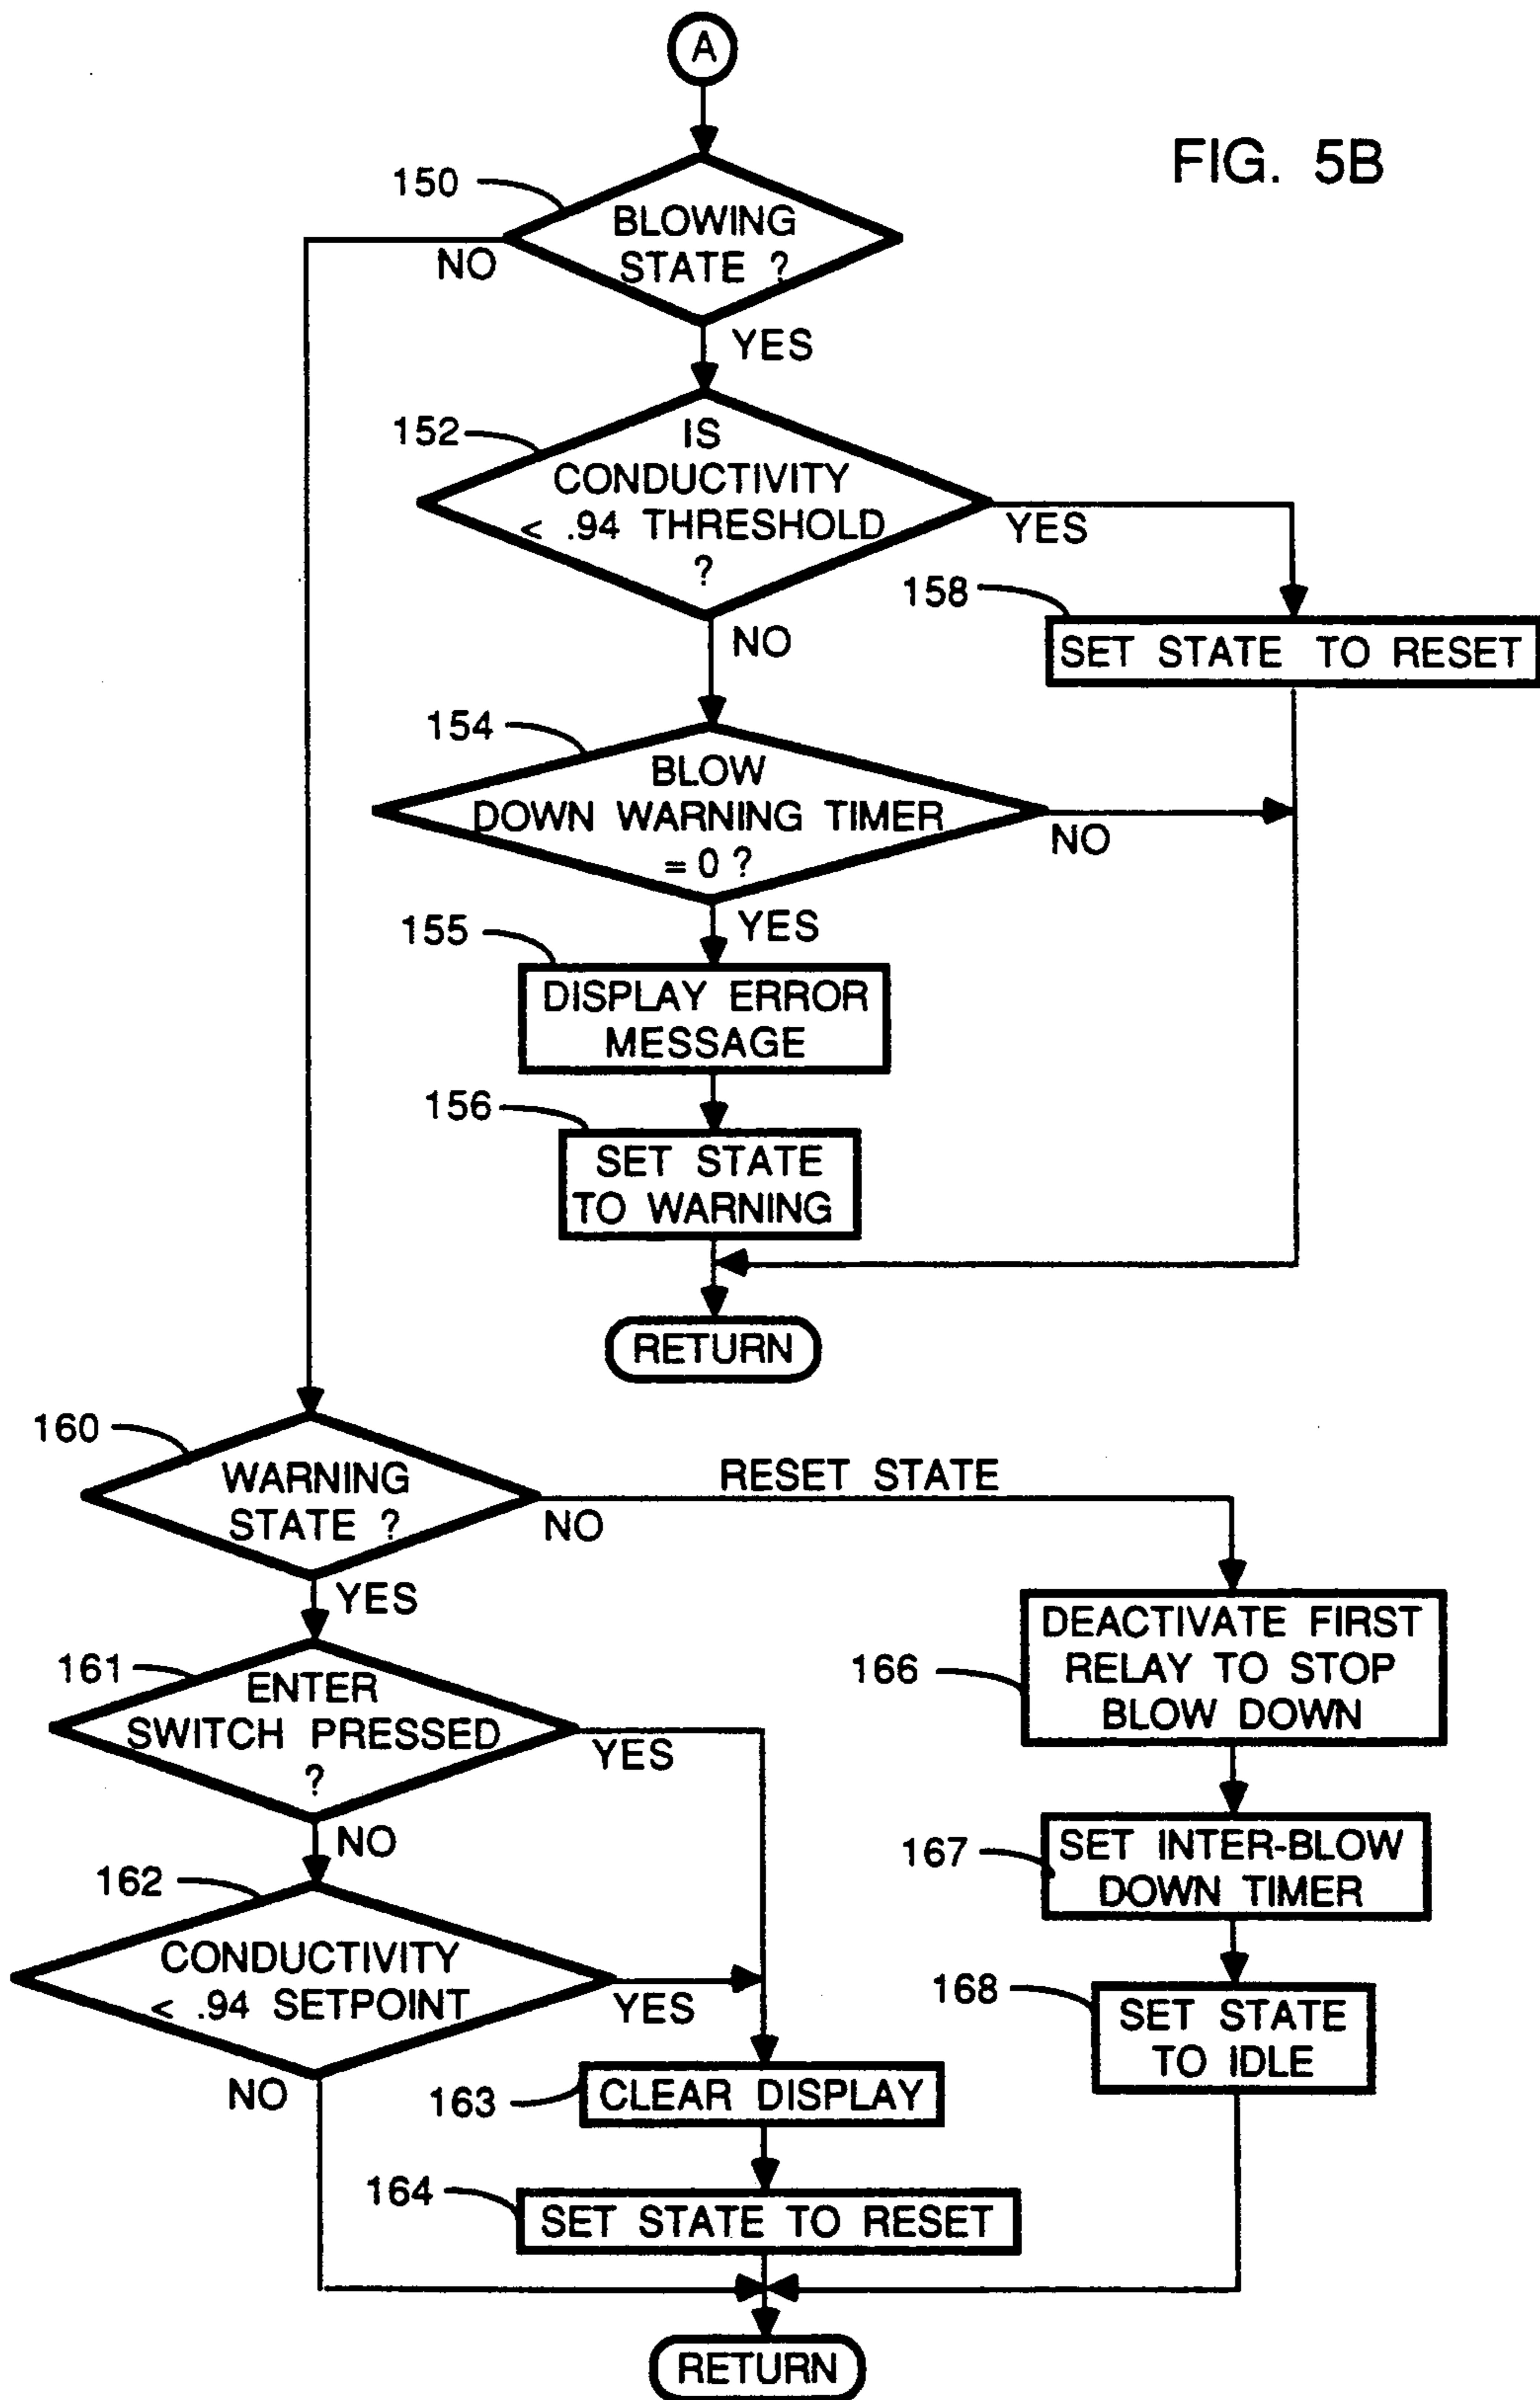 A
FIG. 5B
150
BLOWING
STATE ?
NO
YES
152
IS
CONDUCTIVITY
< .94 THRESHOLD
?
YES
NO
158
SET STATE TO RESET
154
BLOW
DOWN WARNING TIMER
= 0 ?
NO
YES
155
DISPLAY ERROR
MESSAGE
156
SET STATE
TO WARNING
RETURN
160
WARNING
STATE ?
RESET STATE
NO
YES
161
ENTER
SWITCH PRESSED
?
YES
NO
162
CONDUCTIVITY
< .94 SETPOINT
YES
NO
163
CLEAR DISPLAY
164
SET STATE TO RESET
166
DEACTIVATE FIRST
RELAY TO STOP
BLOW DOWN
167
SET INTER-BLOW
DOWN TIMER
168
SET STATE
TO IDLE
RETURN